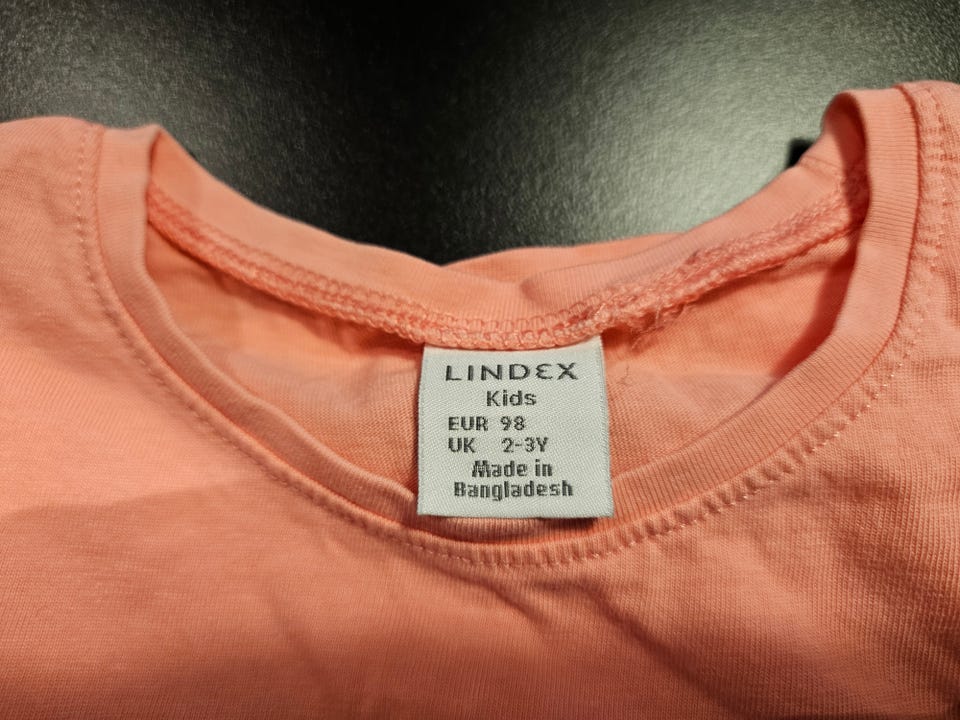 LINDEX
Kids
EUR 98
UK 2-3Y
Made in
Bangladesh